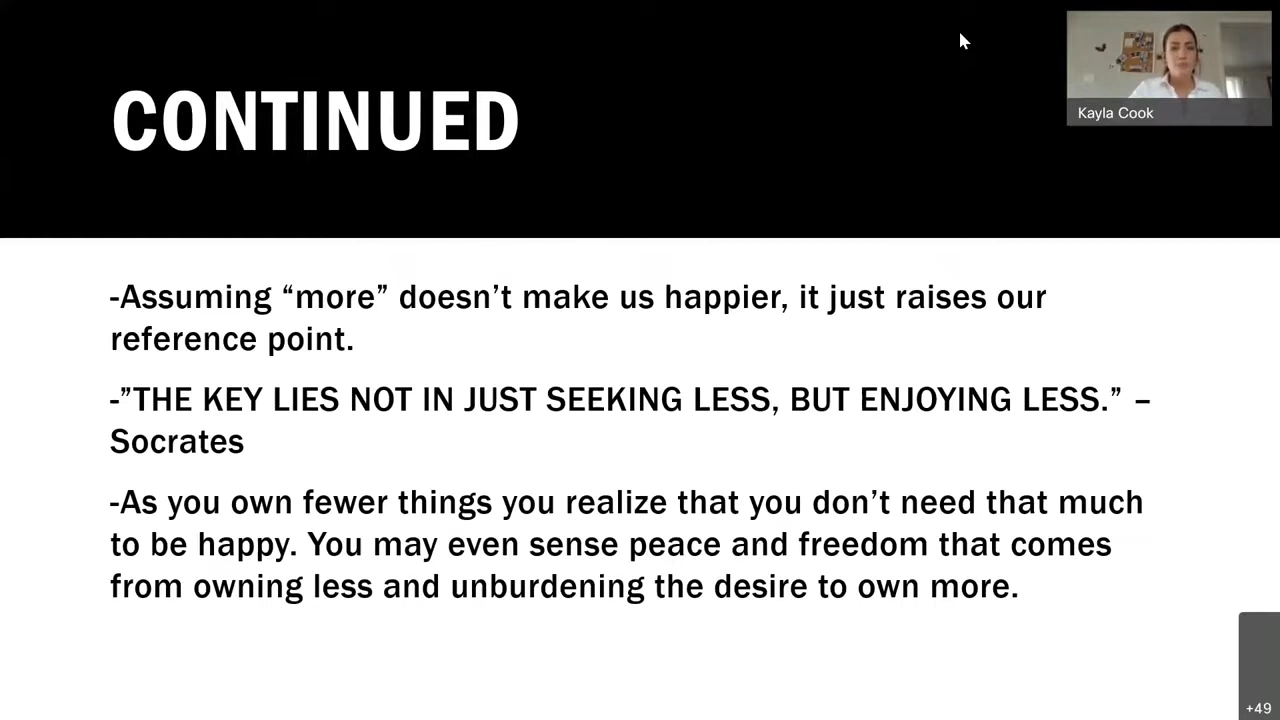 CONTINUED
Kayla Cook
-Assuming “more” doesn’t make us happier, it just raises our
reference point.
-”THE KEY LIES NOT IN JUST SEEKING LESS, BUT ENJOYING LESS.” –
Socrates
-As you own fewer things you realize that you don’t need that much
to be happy. You may even sense peace and freedom that comes
from owning less and unburdening the desire to own more.
+49